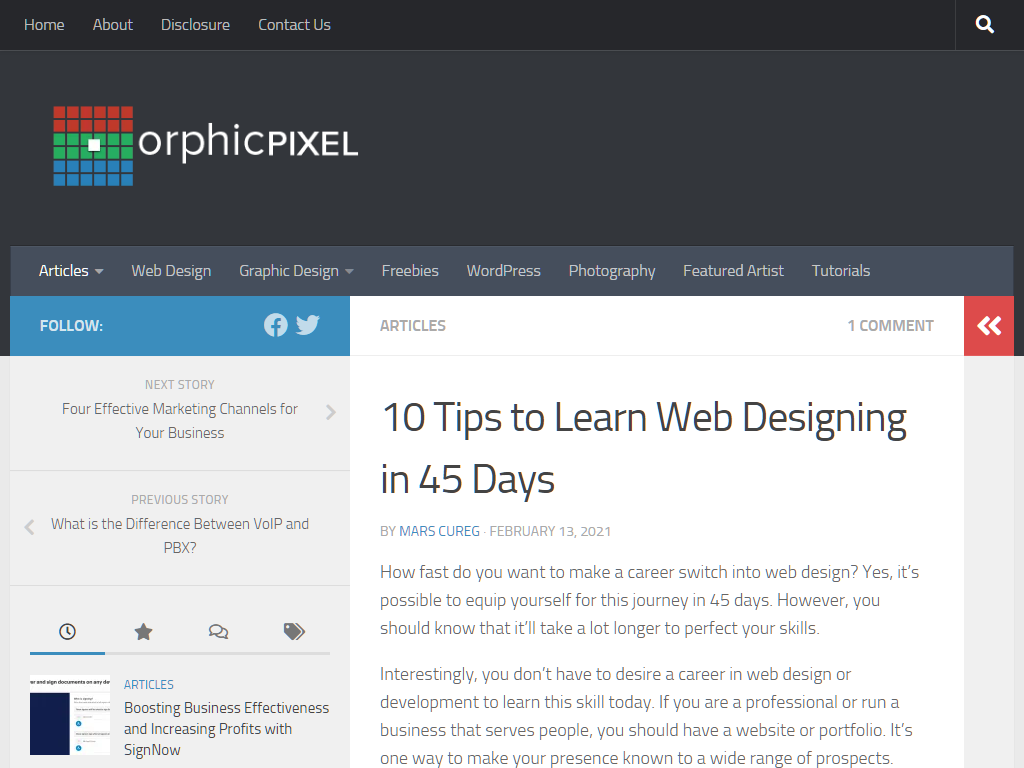 Home About Disclosure Contact Us
orphicPIXEL
Articles Web Design Graphic Design Freebies WordPress Photography Featured Artist Tutorials
FOLLOW:
ARTICLES 1 COMMENT
NEXT STORY
Four Effective Marketing Channels for
Your Business
PREVIOUS STORY
What is the Difference Between VoIP and
PBX?
ARTICLES
Boosting Business Effectiveness
and Increasing Profits with
SignNow
10 Tips to Learn Web Designing
in 45 Days
BY MARS CUREG · FEBRUARY 13, 2021
How fast do you want to make a career switch into web design? Yes, it’s
possible to equip yourself for this journey in 45 days. However, you
should know that it’ll take a lot longer to perfect your skills.
Interestingly, you don’t have to desire a career in web design or
development to learn this skill today. If you are a professional or run a
business that serves people, you should have a website or portfolio. It’s
one way to make your presence known to a wide range of prospects.